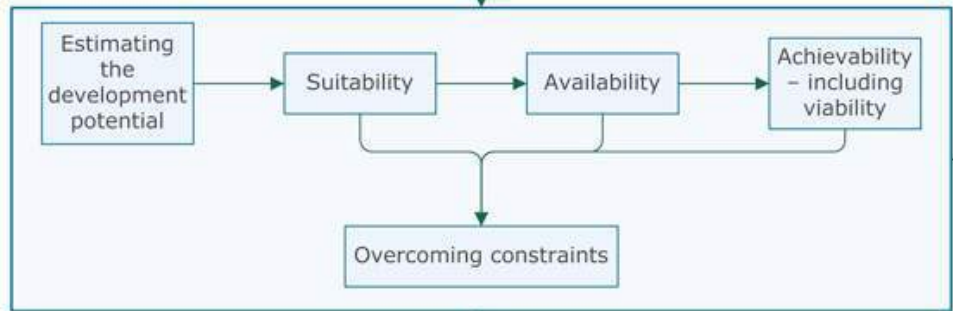 Estimating
the
development
potential
Suitability
Availability
Achievability
– including
viability
Overcoming constraints